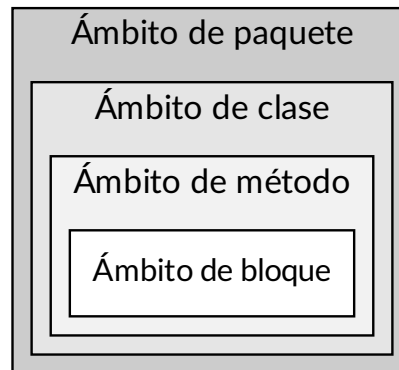 Ámbito de paquete
Ámbito de clase
Ámbito de método
Ámbito de bloque